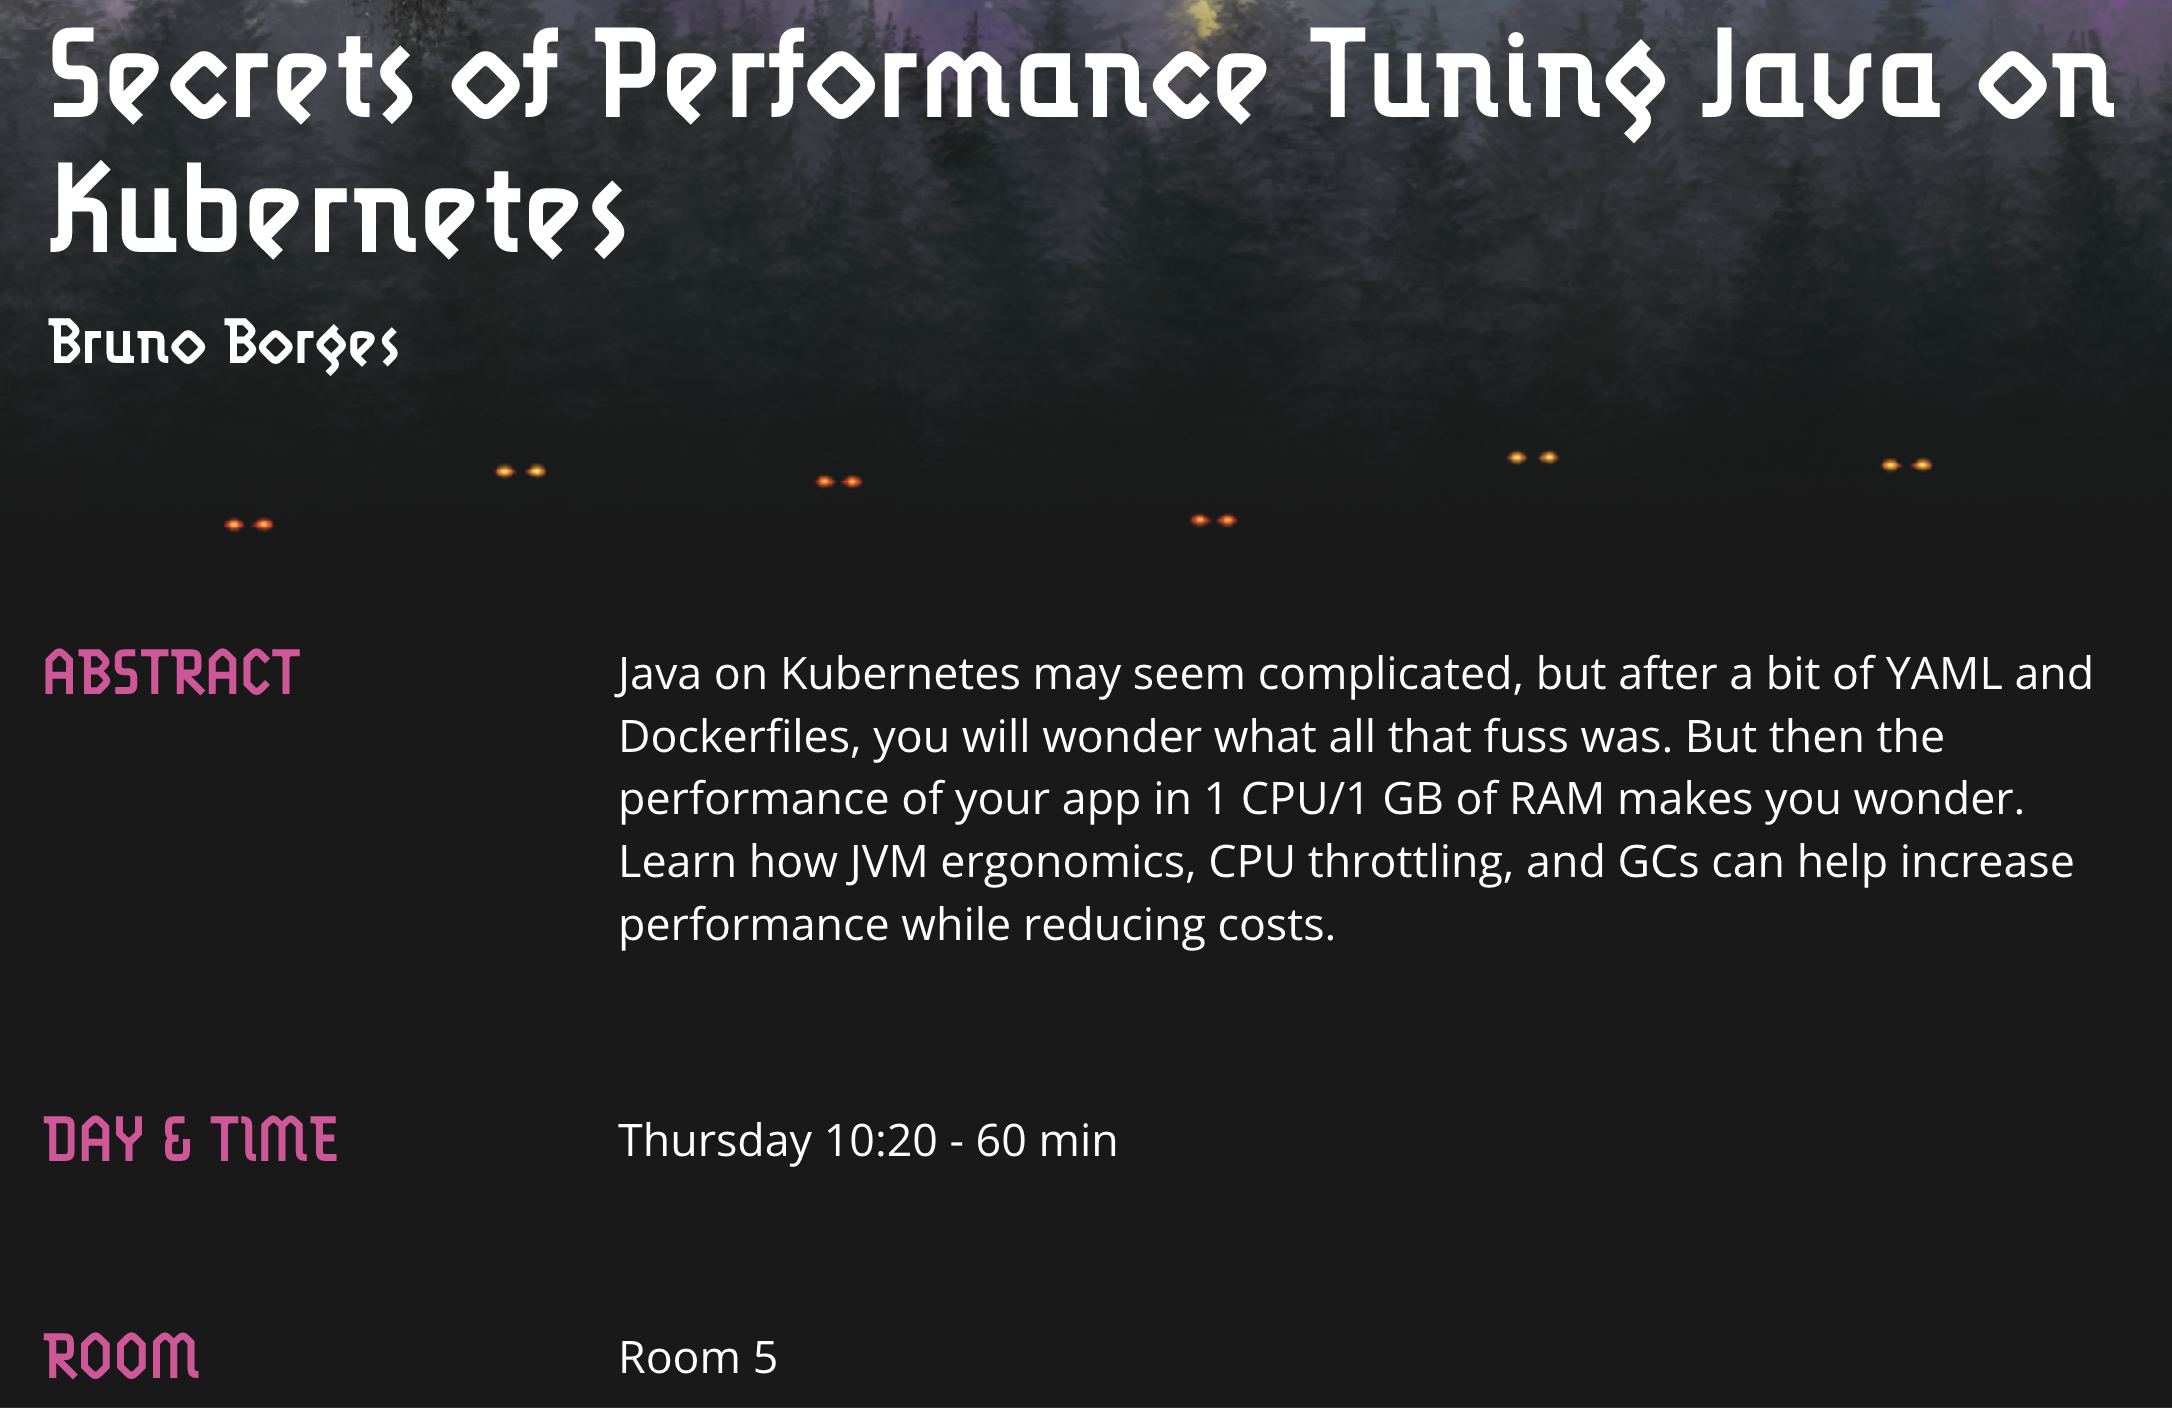 Secrets of Performance Tuning Java on
Kubernetes
Bruno Borges
ABSTRACT
Java on Kubernetes may seem complicated, but after a bit of YAML and
Dockerfiles, you will wonder what all that fuss was. But then the
performance of your app in 1 CPU/1 GB of RAM makes you wonder.
Learn how JVM ergonomics, CPU throttling, and GCs can help increase
performance while reducing costs.
DAY & TIME
Thursday 10:20 - 60 min
ROOM
Room 5